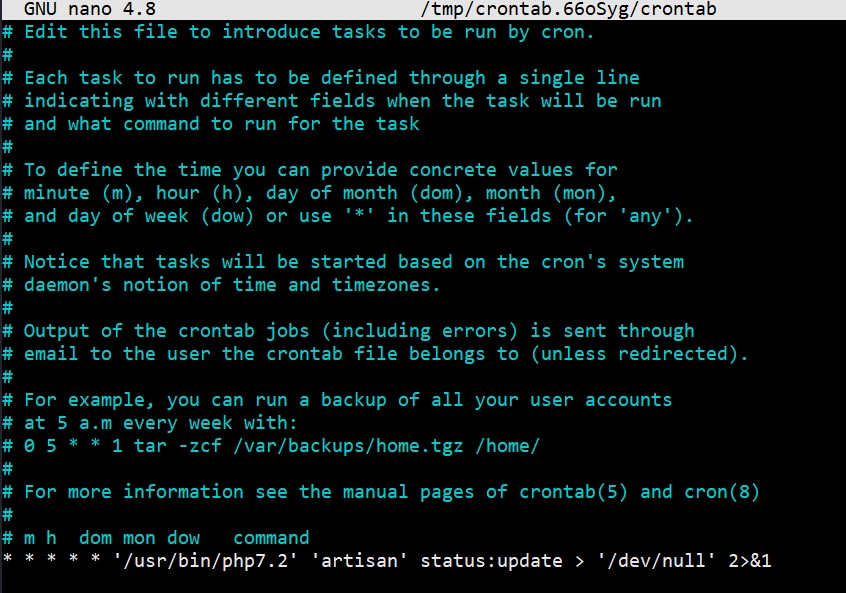 GNU nano 4.8 /tmp/crontab.66oSyg/crontab
# Edit this file to introduce tasks to be run by cron.
#
# Each task to run has to be defined through a single line
# indicating with different fields when the task will be run
# and what command to run for the task
#
# To define the time you can provide concrete values for
# minute (m), hour (h), day of month (dom), month (mon),
# and day of week (dow) or use '*' in these fields (for 'any').
#
# Notice that tasks will be started based on the cron's system
# daemon's notion of time and timezones.
#
# Output of the crontab jobs (including errors) is sent through
# email to the user the crontab file belongs to (unless redirected).
#
# For example, you can run a backup of all your user accounts
# at 5 a.m every week with:
# 0 5 * * 1 tar -zcf /var/backups/home.tgz /home/
#
# For more information see the manual pages of crontab(5) and cron(8)
#
# m h  dom mon dow   command
* * * * * '/usr/bin/php7.2' 'artisan' status:update > '/dev/null' 2>&1